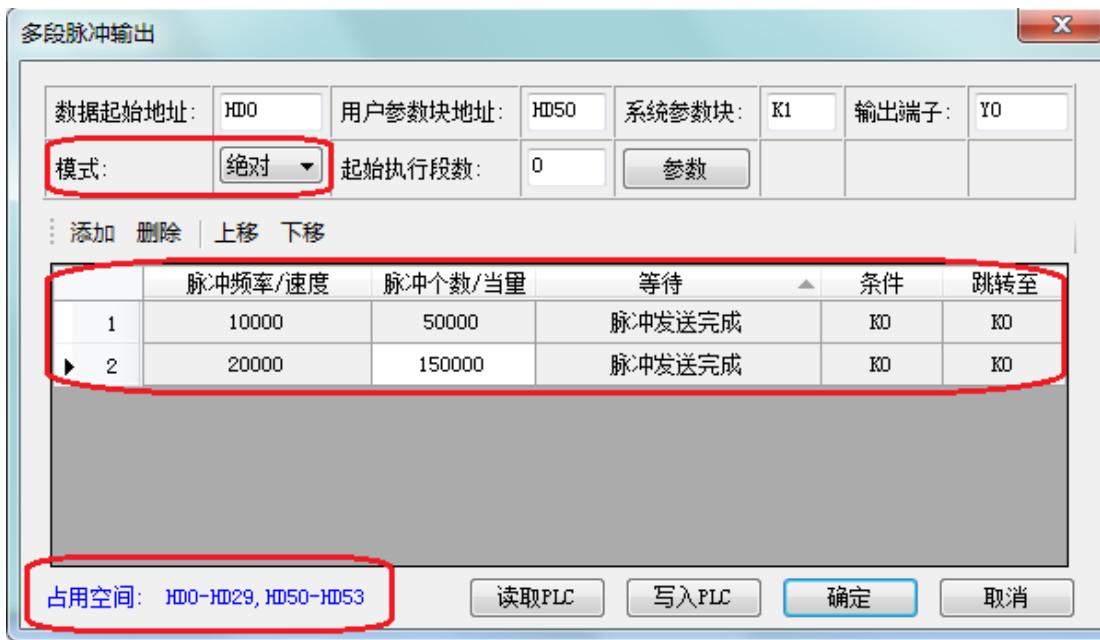 多段脉冲输出
数据起始地址: HD0 用户参数块地址: HD50 系统参数块: K1 输出端子: Y0
模式: 绝对 起始执行段数: 0 参数
添加 删除 上移 下移
脉冲频率/速度 脉冲个数/当量 等待 条件 跳转至
1 10000 50000 脉冲发送完成 K0 K0
2 20000 150000 脉冲发送完成 K0 K0
占用空间: HD0-HD29,HD50-HD53 读取PLC 写入PLC 确定 取消